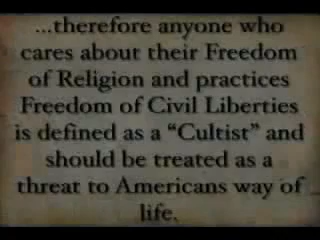 ...therefore anyone who
cares about their Freedom
of Religion and practices
Freedom of Civil Liberties
is defined as a “Cultist” and
should be treated as a
threat to Americans way of
life.